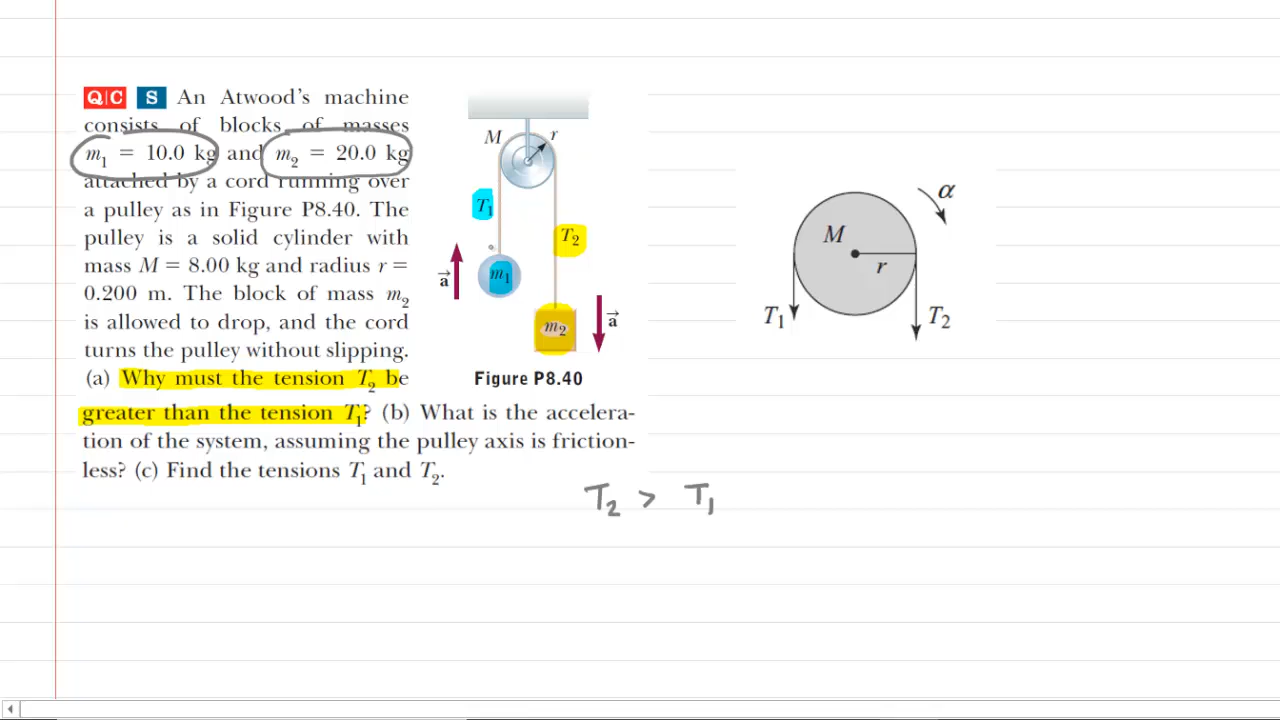 Q|C S An Atwood's machine
consists of blocks of masses
m₁ = 10.0 kg and m₂ = 20.0 kg
attached by a cord running over
a pulley as in Figure P8.40. The
pulley is a solid cylinder with
mass M = 8.00 kg and radius r =
0.200 m. The block of mass m₂
is allowed to drop, and the cord
turns the pulley without slipping.
(a) Why must the tension T₂ be
greater than the tension T₁? (b) What is the accelera-
tion of the system, assuming the pulley axis is friction-
less? (c) Find the tensions T₁ and T₂.
M r
T₁
T₂
a⃗ m₁
m₂ a⃗
Figure P8.40
α
M
r
T₁ T₂
T₂ > T₁